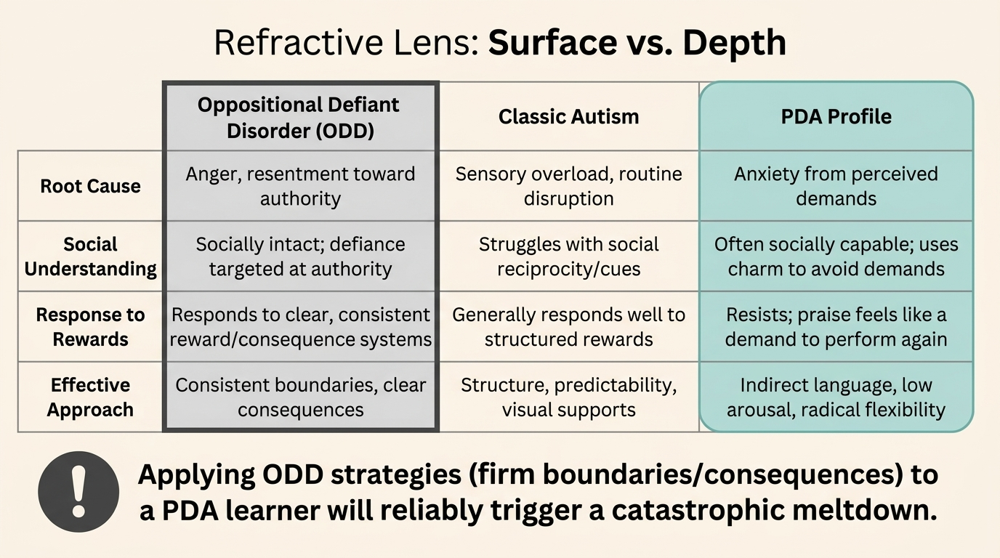 Refractive Lens: Surface vs. Depth
Oppositional Defiant
Disorder (ODD)
Classic Autism
PDA Profile
Root Cause
Anger, resentment toward
authority
Sensory overload, routine
disruption
Anxiety from perceived
demands
Social
Understanding
Socially intact; defiance
targeted at authority
Struggles with social
reciprocity/cues
Often socially capable; uses
charm to avoid demands
Response to
Rewards
Responds to clear, consistent
reward/consequence systems
Generally responds well to
structured rewards
Resists; praise feels like a
demand to perform again
Effective
Approach
Consistent boundaries, clear
consequences
Structure, predictability,
visual supports
Indirect language, low
arousal, radical flexibility
Applying ODD strategies (firm boundaries/consequences) to
a PDA learner will reliably trigger a catastrophic meltdown.